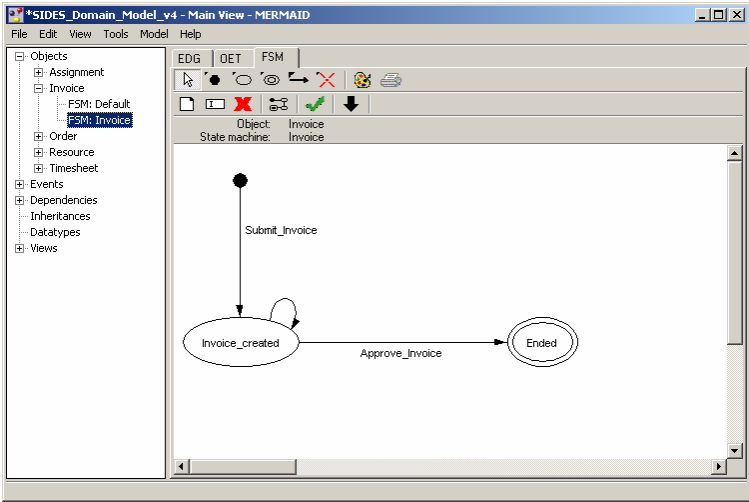 *SIDES_Domain_Model_v4 - Main View - MERMAID
File Edit View Tools Model Help
Objects
Assignment
Invoice
FSM: Default
FSM: Invoice
Order
Resource
Timesheet
Events
Dependencies
Inheritances
Datatypes
Views
EDG OET FSM
Object: Invoice
State machine: Invoice
Submit_Invoice
Invoice_created
Approve_Invoice
Ended